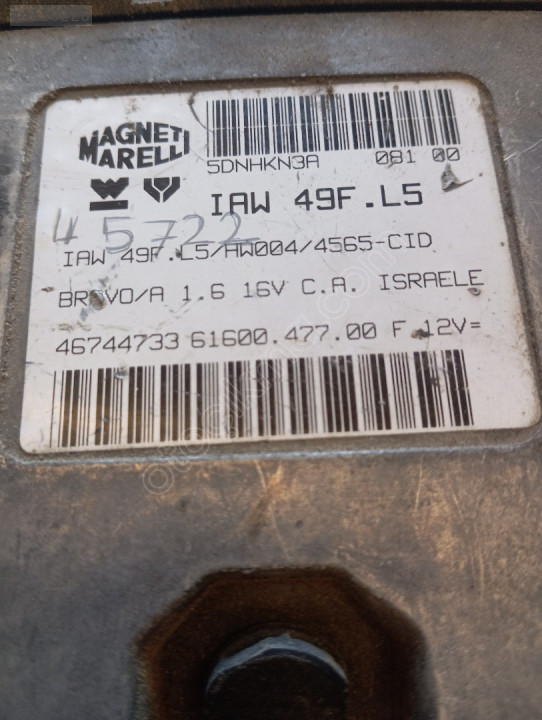 MAGNETI
MARELLI
5DNHKN3A 081 00
IAW 49F.L5
45722
IAW 49F.L5/HW004/4565-CID
BRAVO/A 1.6 16V C.A. ISRAELE
46744733 61600.477.00 F 12V=